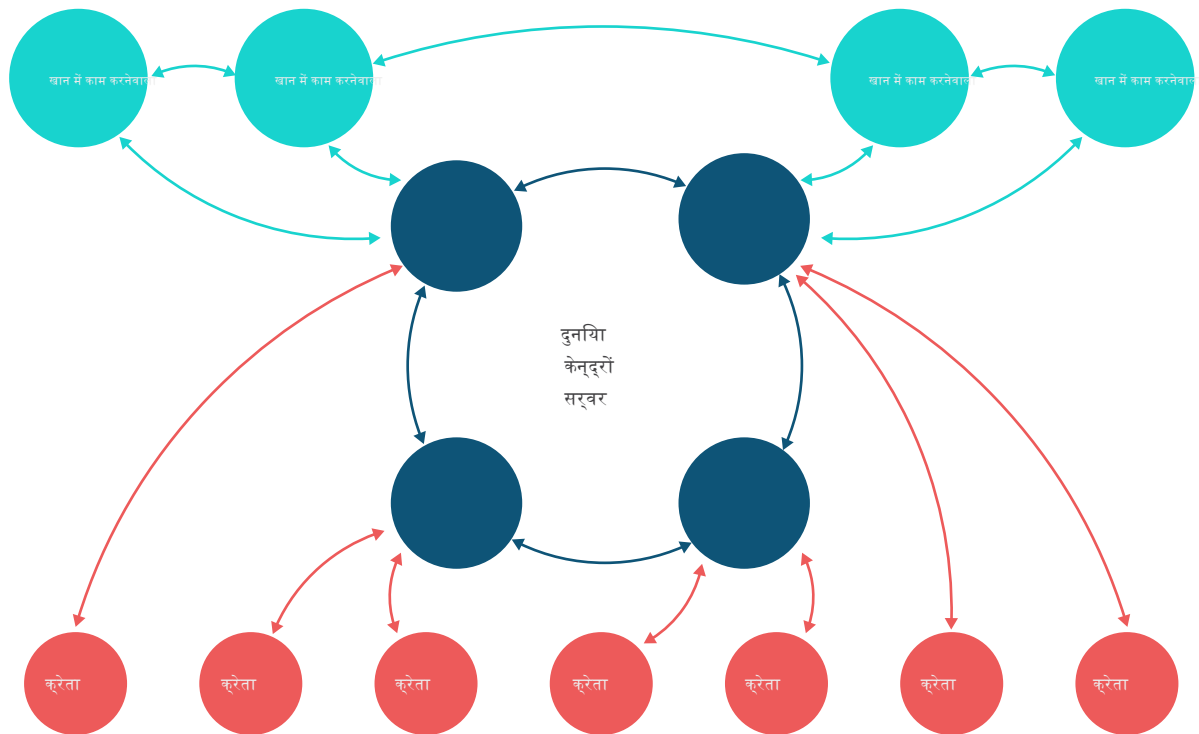 खान में काम करनेवाल
खान में काम करनेवाल
खान में काम करनेवाल
खान में काम करनेवाल
दुनिया
केन्द्रों
सर्वर
क्रेता
क्रेता
क्रेता
क्रेता
क्रेता
क्रेता
क्रेता